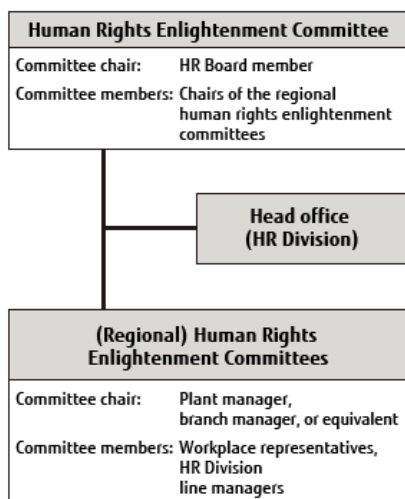 Human Rights Enlightenment Committee
Committee chair: HR Board member
Committee members: Chairs of the regional
human rights enlightenment
committees
Head office
(HR Division)
(Regional) Human Rights
Enlightenment Committees
Committee chair: Plant manager,
branch manager, or equivalent
Committee members: Workplace representatives,
HR Division
line managers